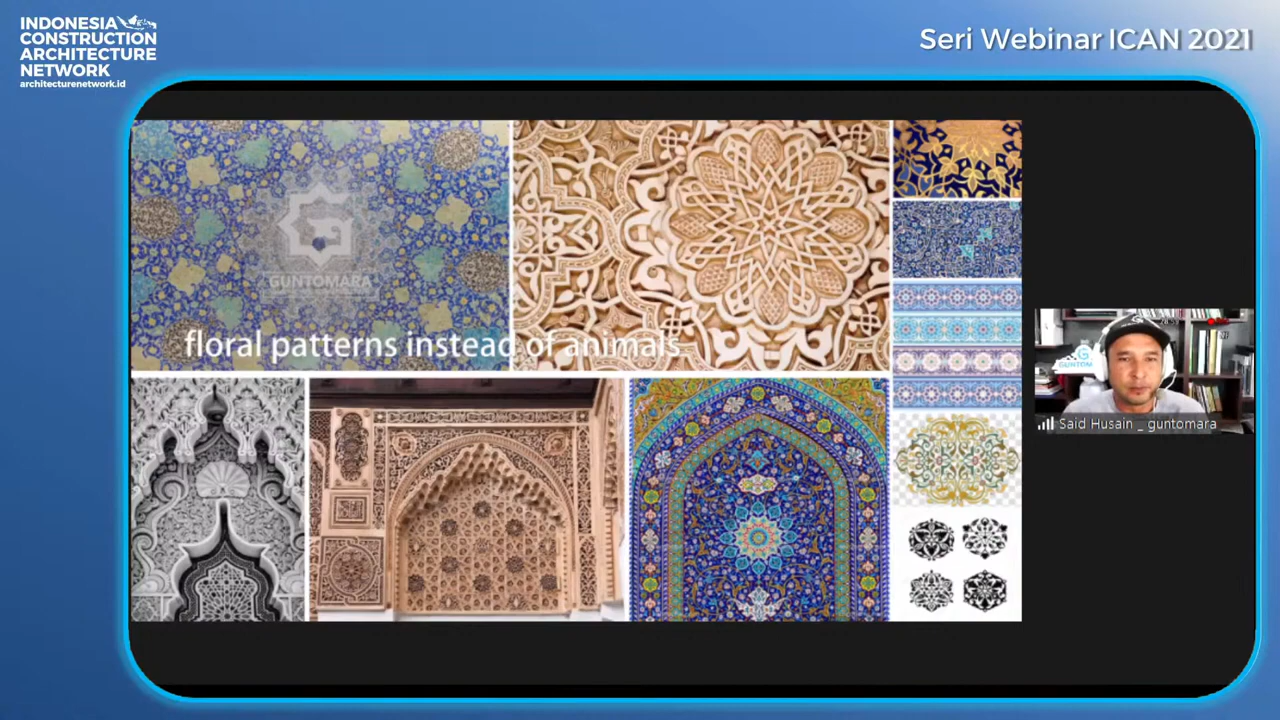 INDONESIA
CONSTRUCTION
ARCHITECTURE
NETWORK
architecturenetwork.id
Seri Webinar ICAN 2021
GUNTOMARA
floral patterns instead of animals
Said Husain _ guntomara